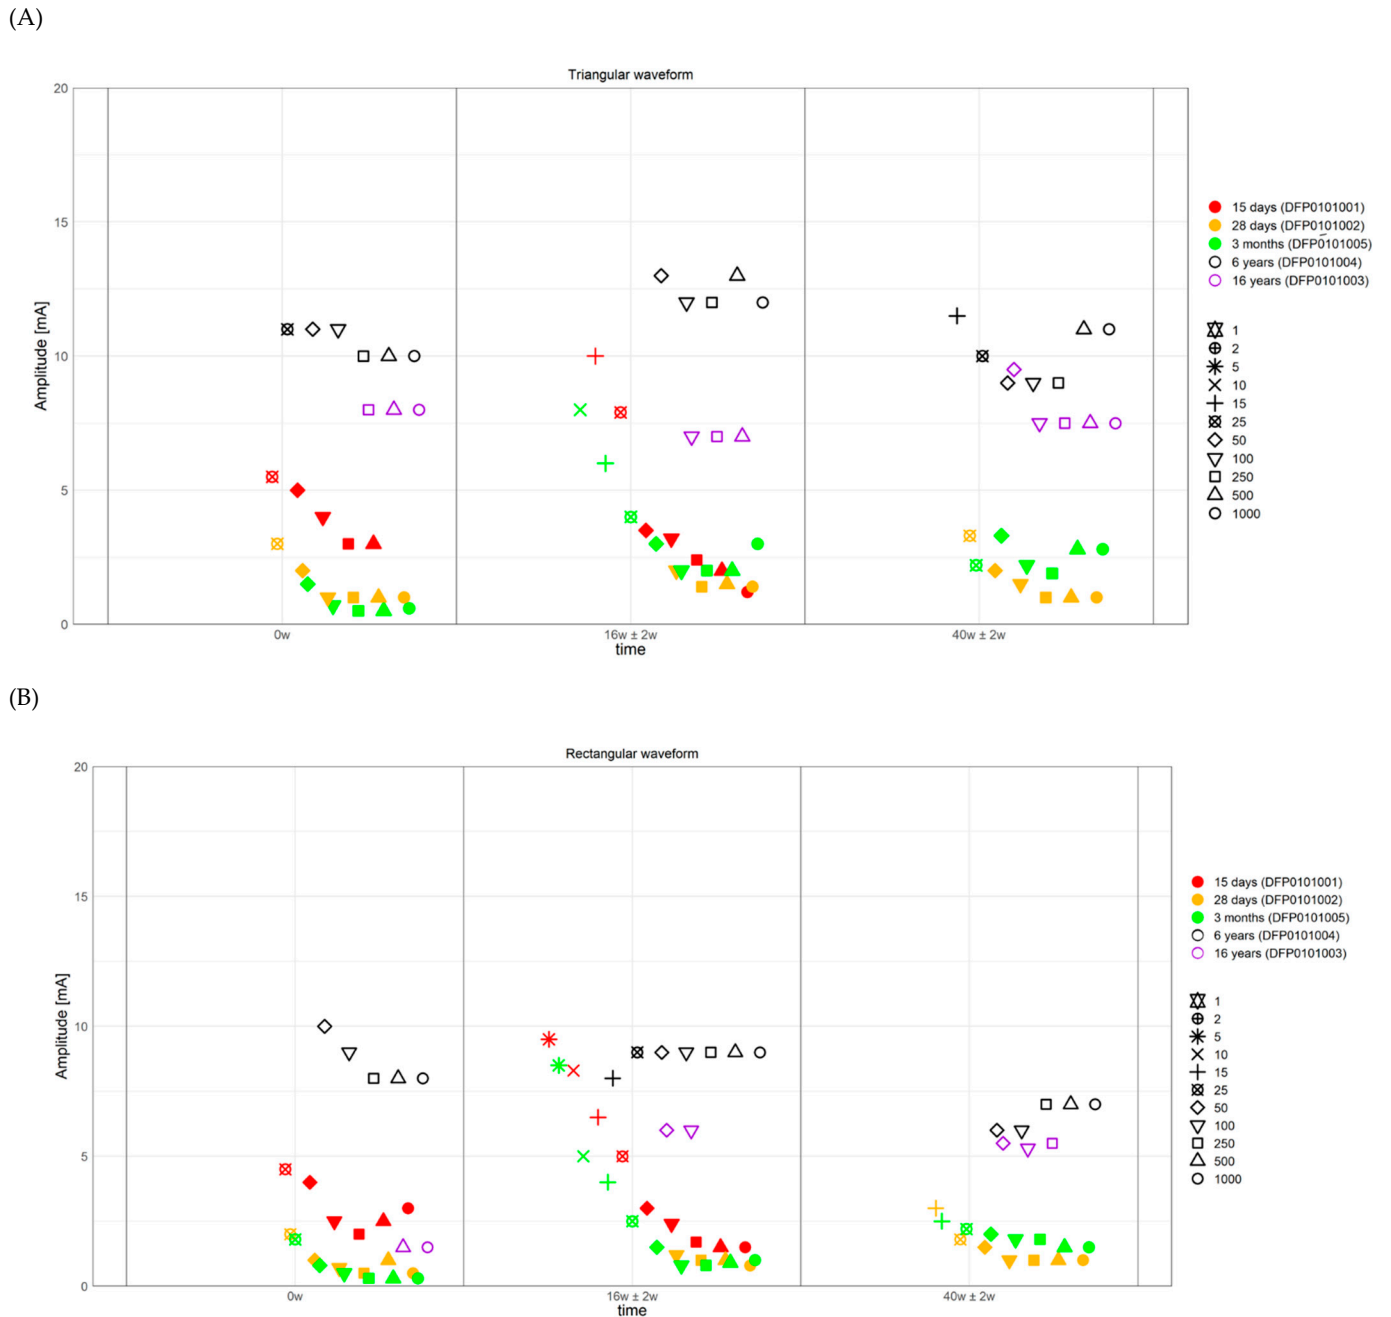 (A)
Triangular waveform
20
15
10
5
0
Amplitude [mA]
0w
16w ± 2w
40w ± 2w
time
15 days (DFP0101001)
28 days (DFP0101002)
3 months (DFP0101005)
6 years (DFP0101004)
16 years (DFP0101003)
1
2
5
10
15
25
50
100
250
500
1000
(B)
Rectangular waveform
20
15
10
5
0
Amplitude [mA]
0w
16w ± 2w
40w ± 2w
time
15 days (DFP0101001)
28 days (DFP0101002)
3 months (DFP0101005)
6 years (DFP0101004)
16 years (DFP0101003)
1
2
5
10
15
25
50
100
250
500
1000